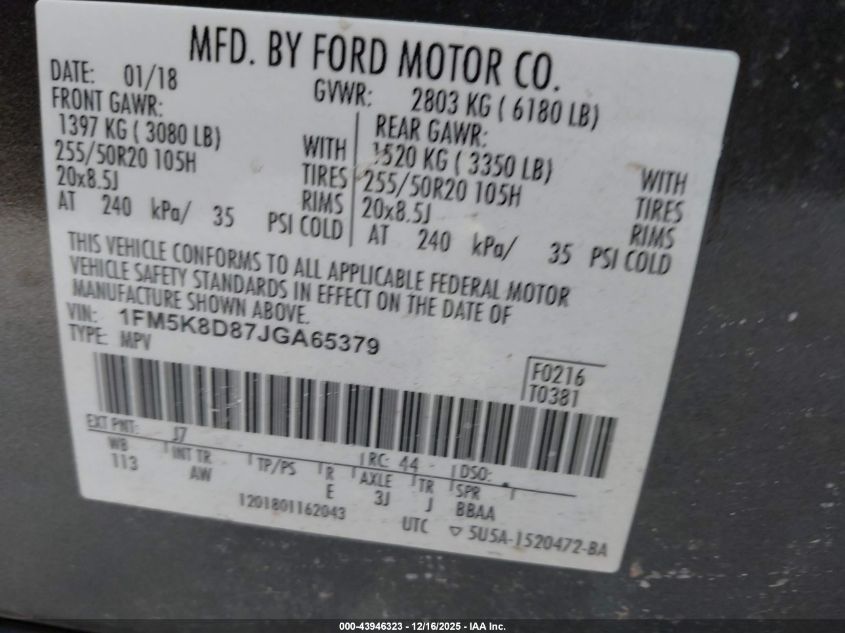 MFD. BY FORD MOTOR CO.
DATE: 01/18
GVWR: 2803 KG ( 6180 LB)
FRONT GAWR:
1397 KG ( 3080 LB)
WITH
255/50R20 105H
TIRES
20x8.5J
RIMS
AT 240 kPa/ 35 PSI COLD
REAR GAWR:
1520 KG ( 3350 LB)
WITH
255/50R20 105H
TIRES
20x8.5J
RIMS
AT 240 kPa/ 35 PSI COLD
THIS VEHICLE CONFORMS TO ALL APPLICABLE FEDERAL MOTOR
VEHICLE SAFETY STANDARDS IN EFFECT ON THE DATE OF
MANUFACTURE SHOWN ABOVE.
VIN: 1FM5K8D87JGA65379
TYPE: MPV
F0216
T0381
EXT PNT: J7 RC: 44 DSO:
WB INT TR TP/PS R AXLE TR SPR
113 AW E 3J J BBAA
1201801162043
UTC ▽ 5U5A-1520472-BA
000-43946323 – 12/16/2025 - IAA Inc.